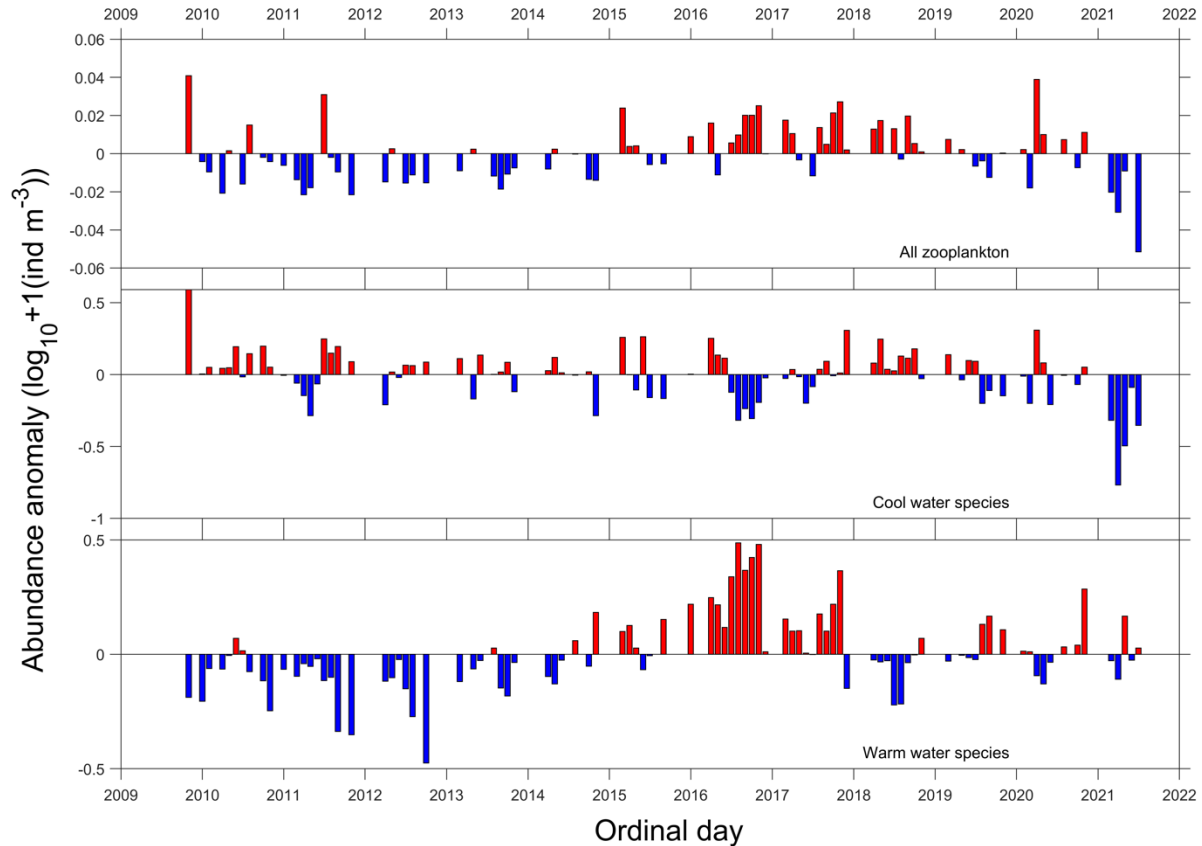 2009 2010 2011 2012 2013 2014 2015 2016 2017 2018 2019 2020 2021 2022
0.06
0.04
0.02
0
-0.02
-0.04
-0.06
All zooplankton
0.5
0
-0.5
-1
Cool water species
0.5
0
-0.5
Warm water species
Abundance anomaly (log10+1(ind m-3))
2009 2010 2011 2012 2013 2014 2015 2016 2017 2018 2019 2020 2021 2022
Ordinal day